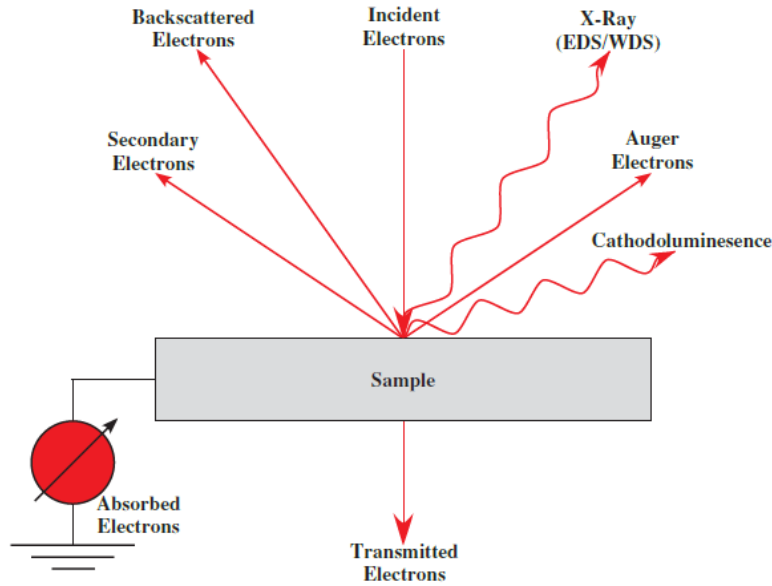 Backscattered
Electrons
Incident
Electrons
X-Ray
(EDS/WDS)
Secondary
Electrons
Auger
Electrons
Cathodoluminesence
Sample
Absorbed
Electrons
Transmitted
Electrons